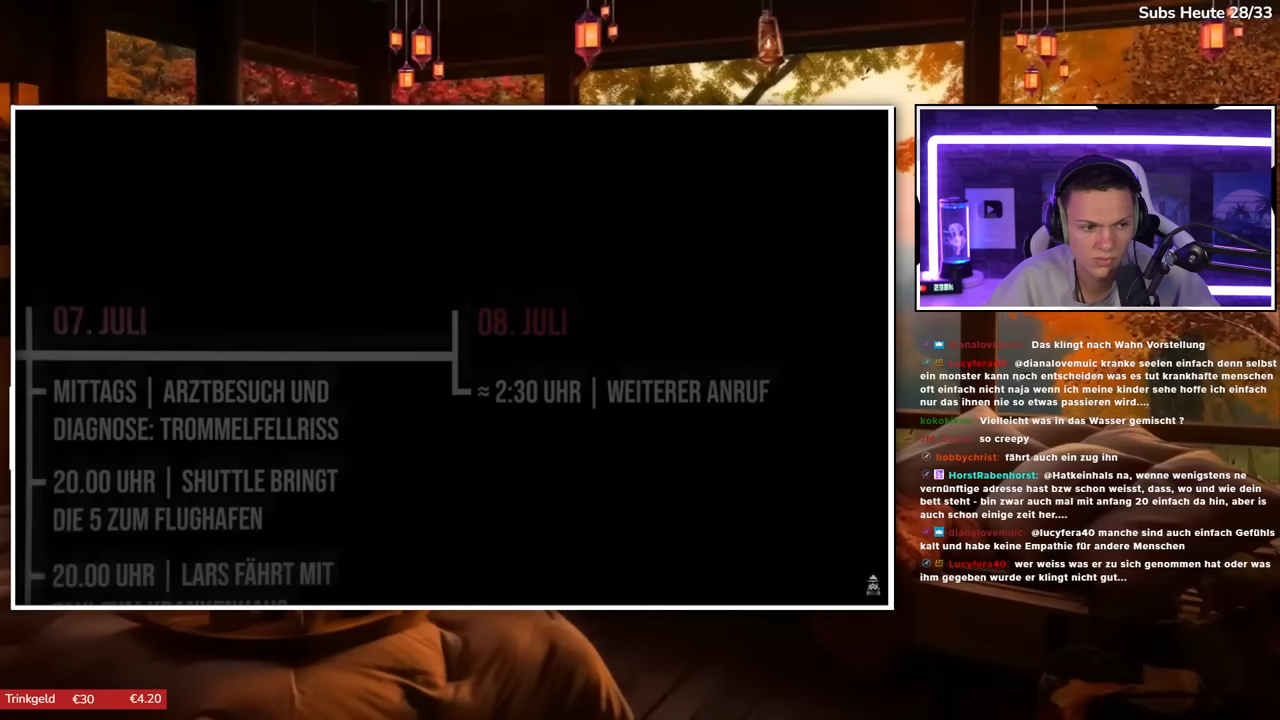 Subs Heute 28/33
07. JULI
MITTAGS | ARZTBESUCH UND
DIAGNOSE: TROMMELFELLRISS
20.00 UHR | SHUTTLE BRINGT
DIE 5 ZUM FLUGHAFEN
20.00 UHR | LARS FÄHRT MIT
08. JULI
≈ 2:30 UHR | WEITERER ANRUF
239k
dianalovemuic: Das klingt nach Wahn Vorstellung
Lucyfera40: @dianalovemuic kranke seelen einfach denn selbst
ein monster kann noch entscheiden was es tut krankhafte menschen
oft einfach nicht naja wenn ich meine kinder sehe hoffe ich einfach
nur das ihnen nie so etwas passieren wird....
Vielleicht was in das Wasser gemischt ?
so creepy
hobbychrist: fährt auch ein zug ihn
HorstRabenhorst: @Hatkeinhals na, wenne wenigstens ne
vernünftige adresse hast bzw schon weisst, dass, wo und wie dein
bett steht - bin zwar auch mal mit anfang 20 einfach da hin, aber is
auch schon einige zeit her....
dianalovemuic: @lucyfera40 manche sind auch einfach Gefühls
kalt und habe keine Empathie für andere Menschen
Lucyfera40: wer weiss was er zu sich genommen hat oder was
ihm gegeben wurde er klingt nicht gut...
Trinkgeld €30 €4.20